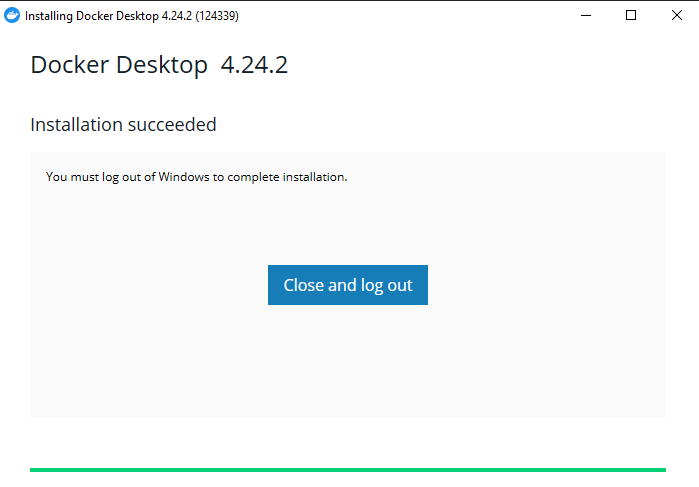 Installing Docker Desktop 4.24.2 (124339)
Docker Desktop 4.24.2
Installation succeeded
You must log out of Windows to complete installation.
Close and log out